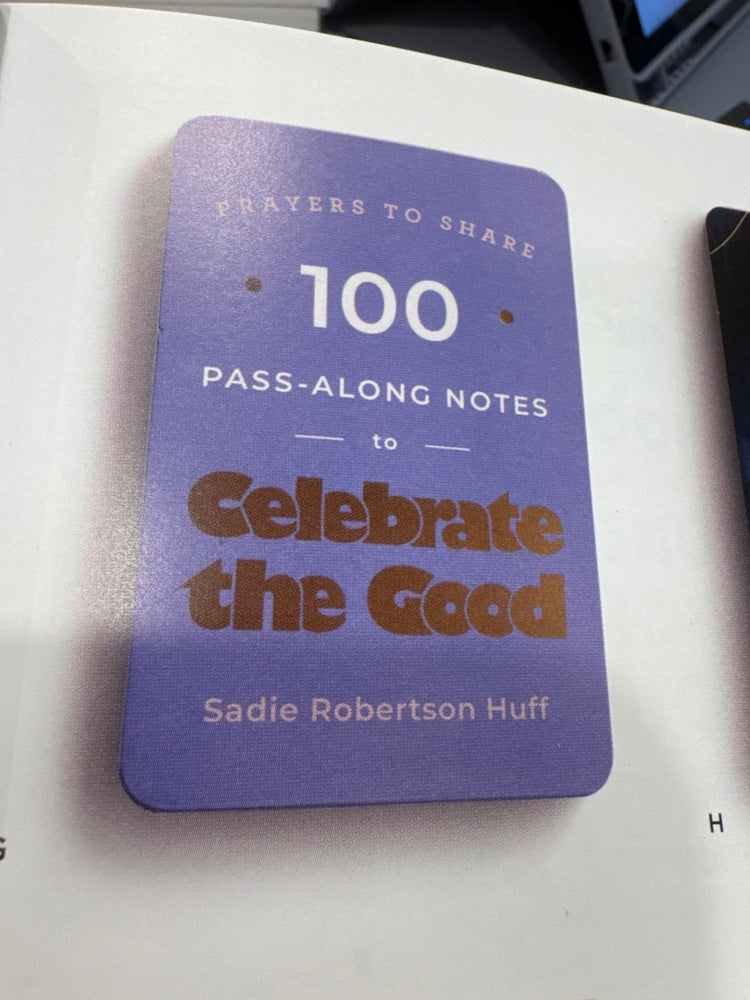 PRAYERS TO SHARE
100
PASS-ALONG NOTES
to
Celebrate
the Good
Sadie Robertson Huff
G
H